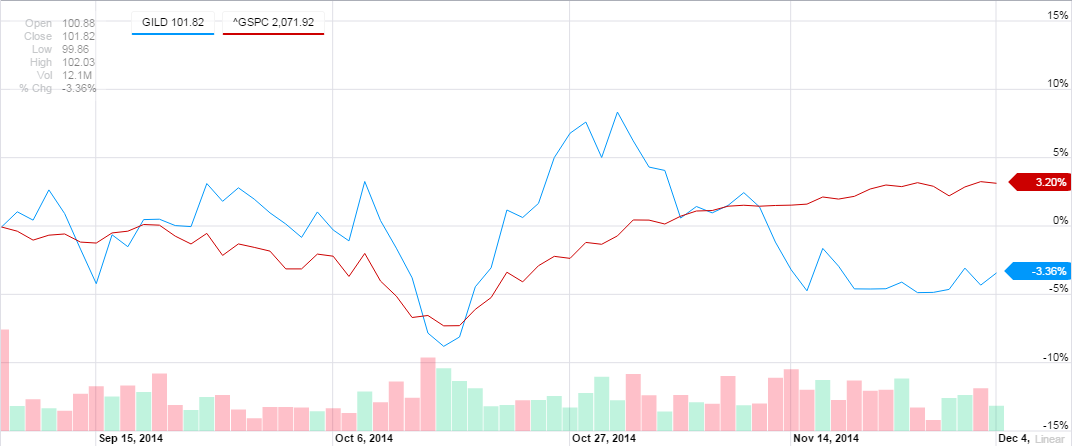 Open 100.88
Close 101.82
Low 99.86
High 102.03
Vol 12.1M
% Chg -3.36%
GILD 101.82 ^GSPC 2,071.92
15%
10%
5%
3.20%
0%
-3.36%
-5%
-10%
-15%
Sep 15, 2014 Oct 6, 2014 Oct 27, 2014 Nov 14, 2014 Dec 4, Linear